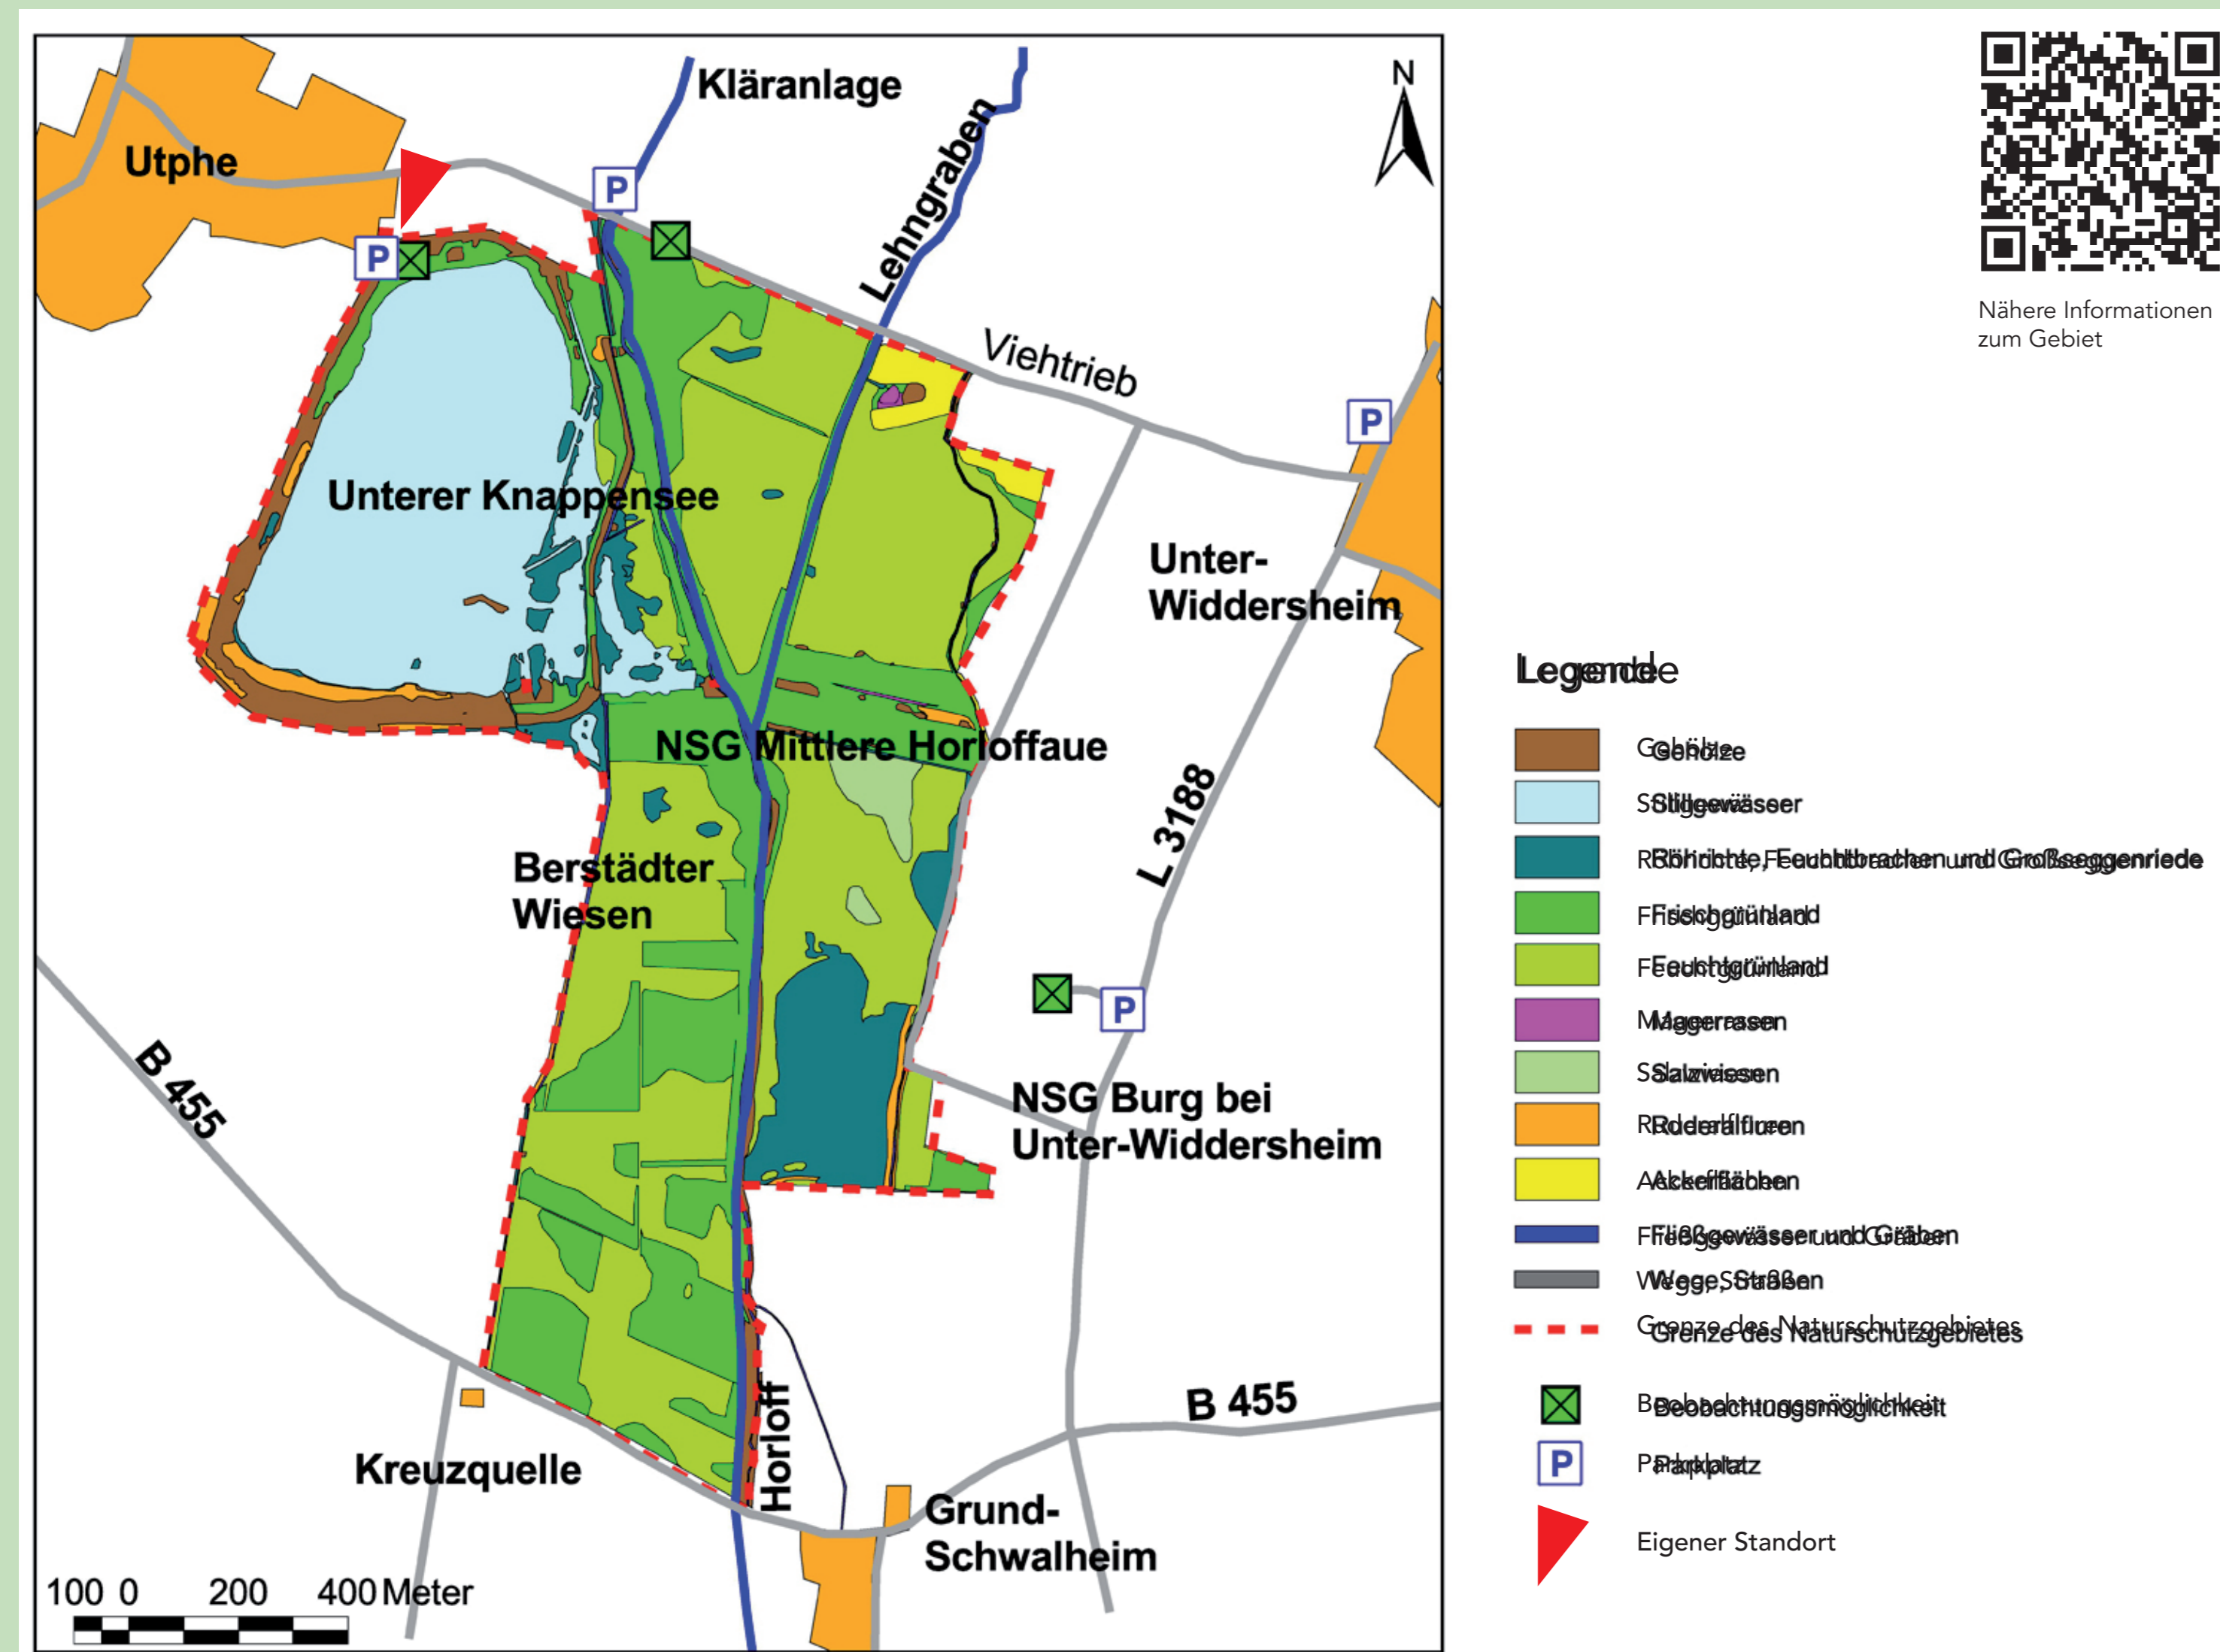 Kläranlage
N
Lehngraben
Utphe
P
P
Nähere Informationen
zum Gebiet
Viehtrieb
P
Unterer Knappensee
Unter-
Widdersheim
NSG Mittlere Horloffaue
L 3188
Berstädter
Wiesen
P
B 455
NSG Burg bei
Unter-Widdersheim
B 455
Horloff
Kreuzquelle
Grund-
Schwalheim
100 0 200 400 Meter
Legende
Gehölze
Stillgewässer
Röhrichte, Feuchtbrachen und Großseggenriede
Frischgrünland
Feuchtgrünland
Magerrasen
Salzwiesen
Ruderalfluren
Ackerflächen
Fließgewässer und Gräben
Wege, Straßen
Grenze des Naturschutzgebietes
Beobachtungsmöglichkeit
P Parkplatz
Eigener Standort